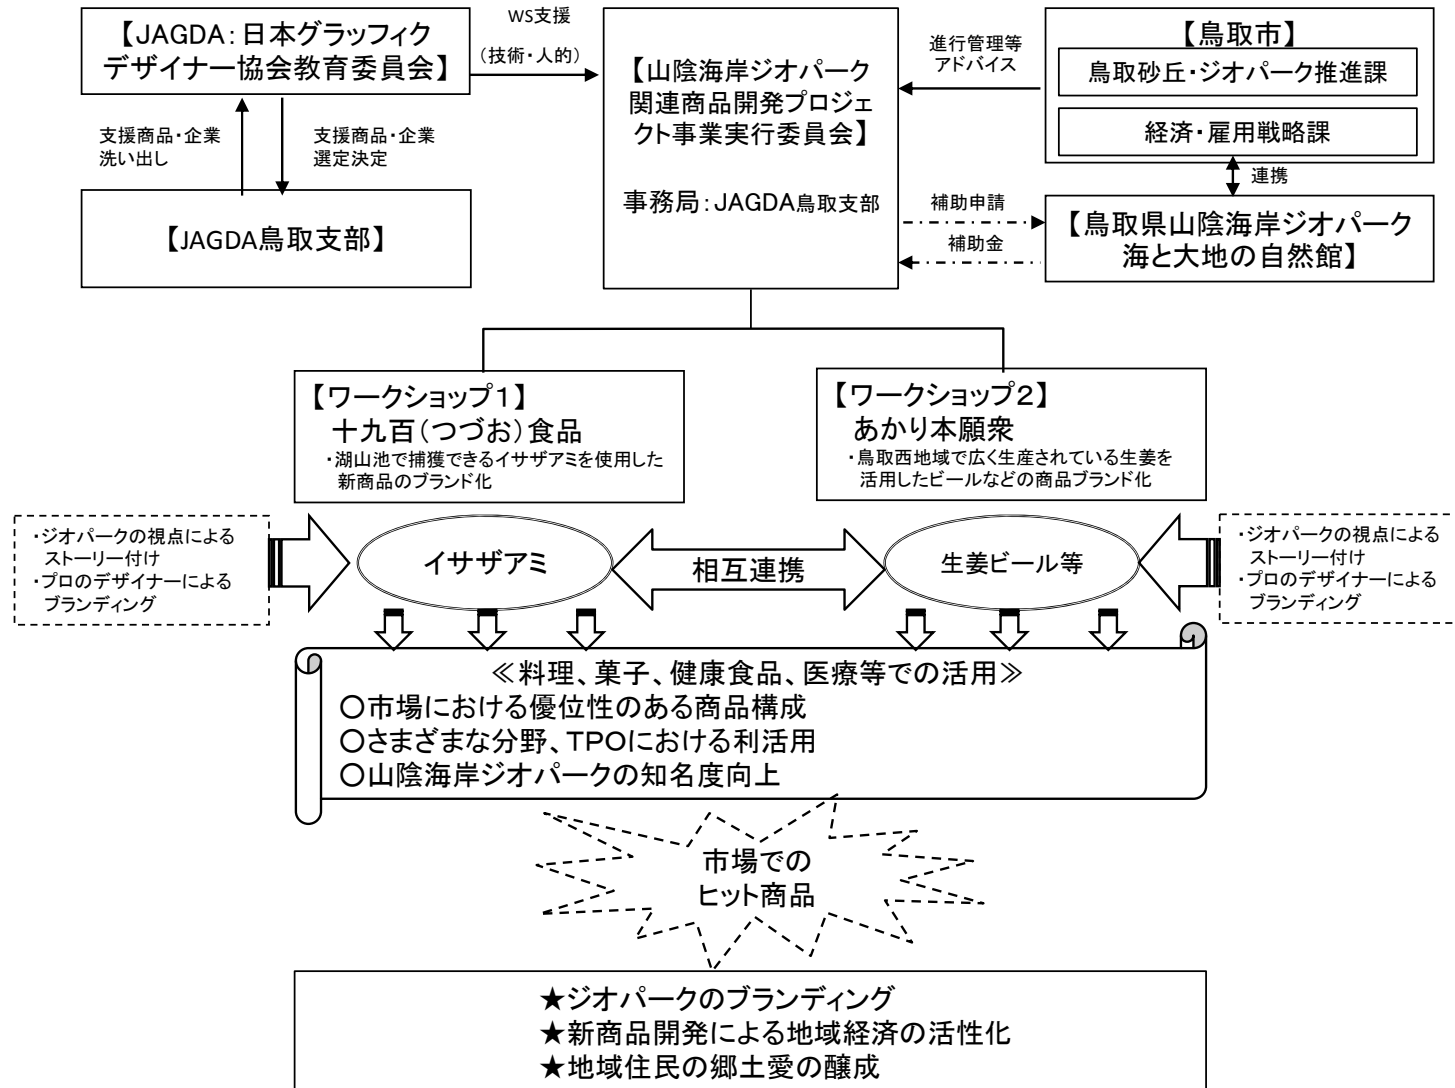 【JAGDA：日本グラッフィク
デザイナー協会教育委員会】
WS支援
（技術・人的）
支援商品・企業
洗い出し
支援商品・企業
選定決定
【JAGDA鳥取支部】
【山陰海岸ジオパーク
関連商品開発プロジェ
クト事業実行委員会】
事務局：JAGDA鳥取支部
進行管理等
アドバイス
【鳥取市】
鳥取砂丘・ジオパーク推進課
経済・雇用戦略課
連携
補助申請
補助金
【鳥取県山陰海岸ジオパーク
海と大地の自然館】
【ワークショップ１】
十九百（つづお）食品
・湖山池で捕獲できるイサザアミを使用した
新商品のブランド化
【ワークショップ２】
あかり本願衆
・鳥取西地域で広く生産されている生姜を
活用したビールなどの商品ブランド化
・ジオパークの視点による
ストーリー付け
・プロのデザイナーによる
ブランディング
イサザアミ
相互連携
生姜ビール等
・ジオパークの視点による
ストーリー付け
・プロのデザイナーによる
ブランディング
≪料理、菓子、健康食品、医療等での活用≫
○市場における優位性のある商品構成
○さまざまな分野、TPOにおける利活用
○山陰海岸ジオパークの知名度向上
市場での
ヒット商品
★ジオパークのブランディング
★新商品開発による地域経済の活性化
★地域住民の郷土愛の醸成